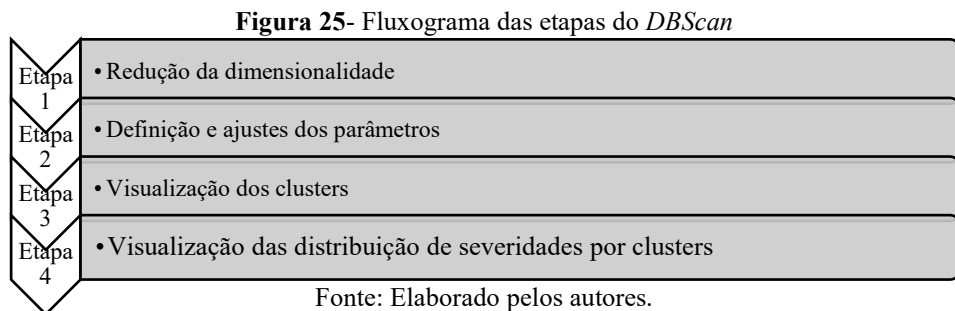 Figura 25- Fluxograma das etapas do DBScan
Etapa
1
• Redução da dimensionalidade
Etapa
2
• Definição e ajustes dos parâmetros
Etapa
3
• Visualização dos clusters
Etapa
4
• Visualização das distribuição de severidades por clusters
Fonte: Elaborado pelos autores.